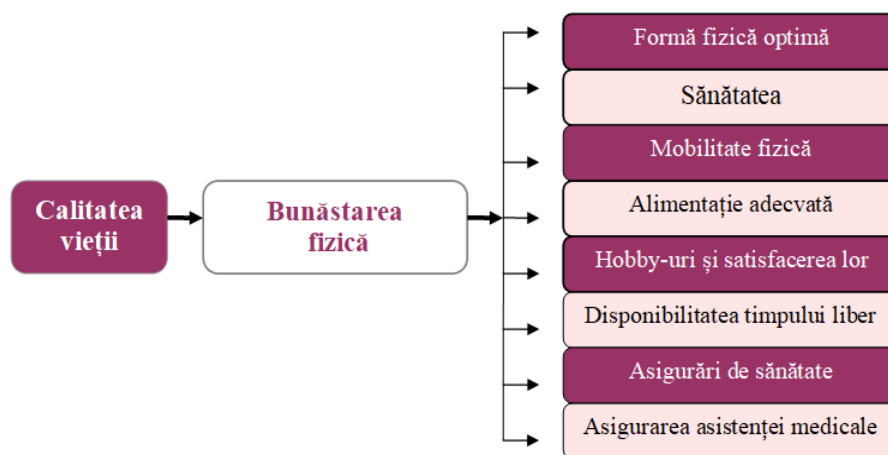 Calitatea
vieții
Bunăstarea
fizică
Formă fizică optimă
Sănătatea
Mobilitate fizică
Alimentație adecvată
Hobby-uri și satisfacerea lor
Disponibilitatea timpului liber
Asigurări de sănătate
Asigurarea asistenței medicale